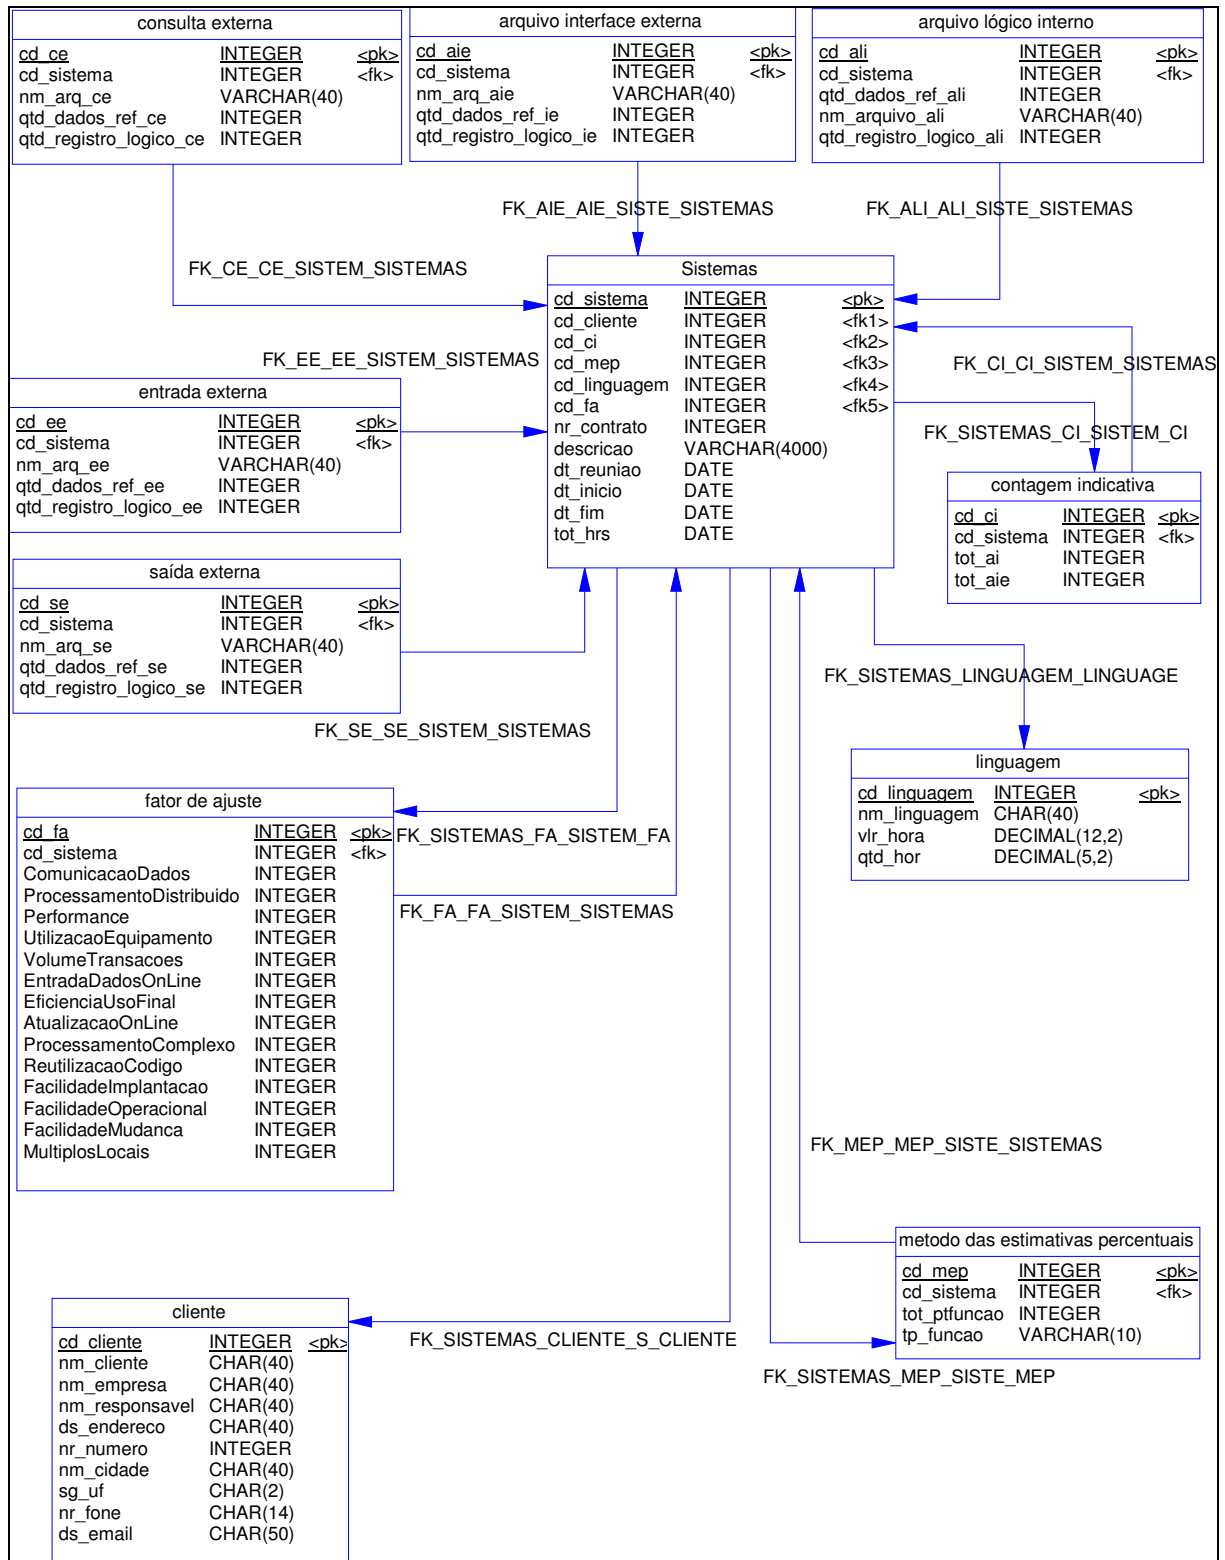 consulta externa
cd_ce INTEGER <pk>
cd_sistema INTEGER <fk>
nm_arq_ce VARCHAR(40)
qtd_dados_ref_ce INTEGER
qtd_registro_logico_ce INTEGER
arquivo interface externa
cd_aie INTEGER <pk>
cd_sistema INTEGER <fk>
nm_arq_aie VARCHAR(40)
qtd_dados_ref_ie INTEGER
qtd_registro_logico_ie INTEGER
arquivo lógico interno
cd_ali INTEGER <pk>
cd_sistema INTEGER <fk>
qtd_dados_ref_ali INTEGER
nm_arquivo_ali VARCHAR(40)
qtd_registro_logico_ali INTEGER
FK_AIE_AIE_SISTE_SISTEMAS
FK_ALI_ALI_SISTE_SISTEMAS
FK_CE_CE_SISTEM_SISTEMAS
Sistemas
cd_sistema INTEGER <pk>
cd_cliente INTEGER <fk1>
cd_ci INTEGER <fk2>
cd_mep INTEGER <fk3>
cd_linguagem INTEGER <fk4>
cd_fa INTEGER <fk5>
nr_contrato INTEGER
descricao VARCHAR(4000)
dt_reuniao DATE
dt_inicio DATE
dt_fim DATE
tot_hrs DATE
FK_EE_EE_SISTEM_SISTEMAS
FK_CI_CI_SISTEM_SISTEMAS
entrada externa
cd_ee INTEGER <pk>
cd_sistema INTEGER <fk>
nm_arq_ee VARCHAR(40)
qtd_dados_ref_ee INTEGER
qtd_registro_logico_ee INTEGER
FK_SISTEMAS_CI_SISTEM_CI
contagem indicativa
cd_ci INTEGER <pk>
cd_sistema INTEGER <fk>
tot_ai INTEGER
tot_aie INTEGER
saída externa
cd_se INTEGER <pk>
cd_sistema INTEGER <fk>
nm_arq_se VARCHAR(40)
qtd_dados_ref_se INTEGER
qtd_registro_logico_se INTEGER
FK_SISTEMAS_LINGUAGEM_LINGUAGE
FK_SE_SE_SISTEM_SISTEMAS
linguagem
cd_linguagem INTEGER <pk>
nm_linguagem CHAR(40)
vlr_hora DECIMAL(12,2)
qtd_hor DECIMAL(5,2)
fator de ajuste
cd_fa INTEGER <pk>
cd_sistema INTEGER <fk>
ComunicacaoDados INTEGER
ProcessamentoDistribuido INTEGER
Performance INTEGER
UtilizacaoEquipamento INTEGER
VolumeTransacoes INTEGER
EntradaDadosOnLine INTEGER
EficienciaUsoFinal INTEGER
AtualizacaoOnLine INTEGER
ProcessamentoComplexo INTEGER
ReutilizacaoCodigo INTEGER
FacilidadeImplantacao INTEGER
FacilidadeOperacional INTEGER
FacilidadeMudanca INTEGER
MultiplosLocais INTEGER
FK_SISTEMAS_FA_SISTEM_FA
FK_FA_FA_SISTEM_SISTEMAS
FK_MEP_MEP_SISTE_SISTEMAS
metodo das estimativas percentuais
cd_mep INTEGER <pk>
cd_sistema INTEGER <fk>
tot_ptfuncao INTEGER
tp_funcao VARCHAR(10)
FK_SISTEMAS_CLIENTE_S_CLIENTE
FK_SISTEMAS_MEP_SISTE_MEP
cliente
cd_cliente INTEGER <pk>
nm_cliente CHAR(40)
nm_empresa CHAR(40)
nm_responsavel CHAR(40)
ds_endereco CHAR(40)
nr_numero INTEGER
nm_cidade CHAR(40)
sg_uf CHAR(2)
nr_fone CHAR(14)
ds_email CHAR(50)